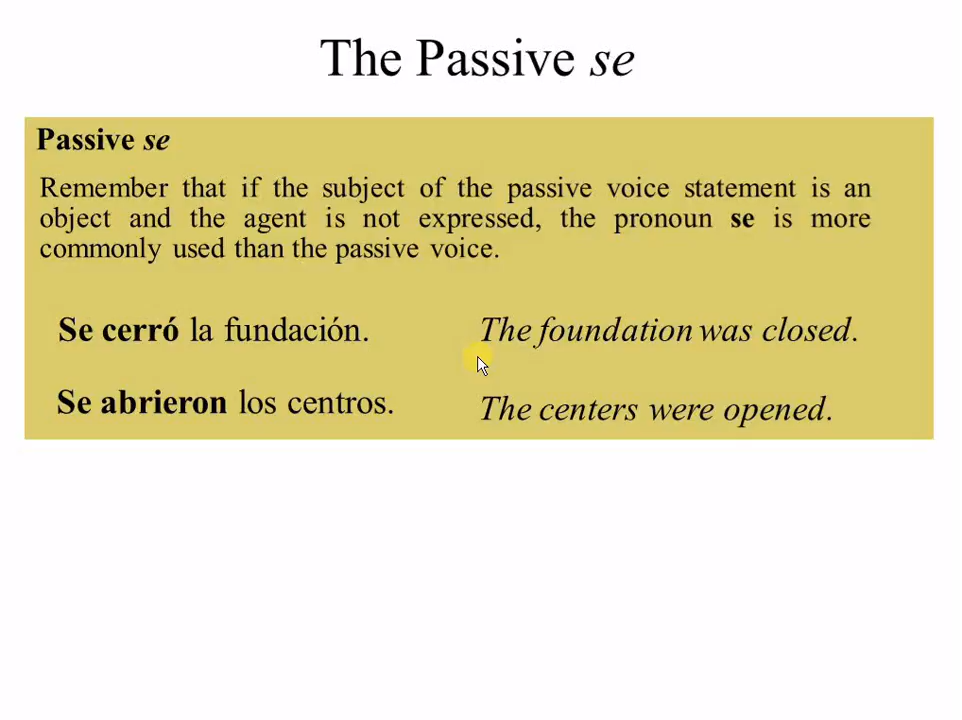 The Passive se
Passive se
Remember that if the subject of the passive voice statement is an
object and the agent is not expressed, the pronoun se is more
commonly used than the passive voice.
Se cerró la fundación. The foundation was closed.
Se abrieron los centros. The centers were opened.